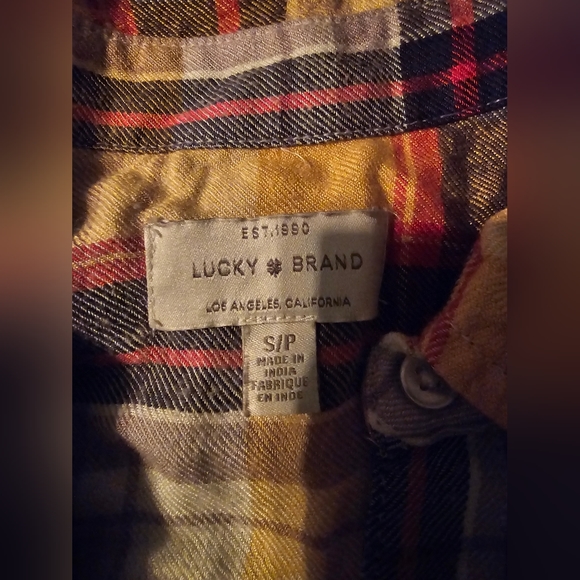 EST.1990
LUCKY BRAND
LOS ANGELES, CALIFORNIA
S/P
MADE IN
INDIA
FABRIQUE
EN INDE